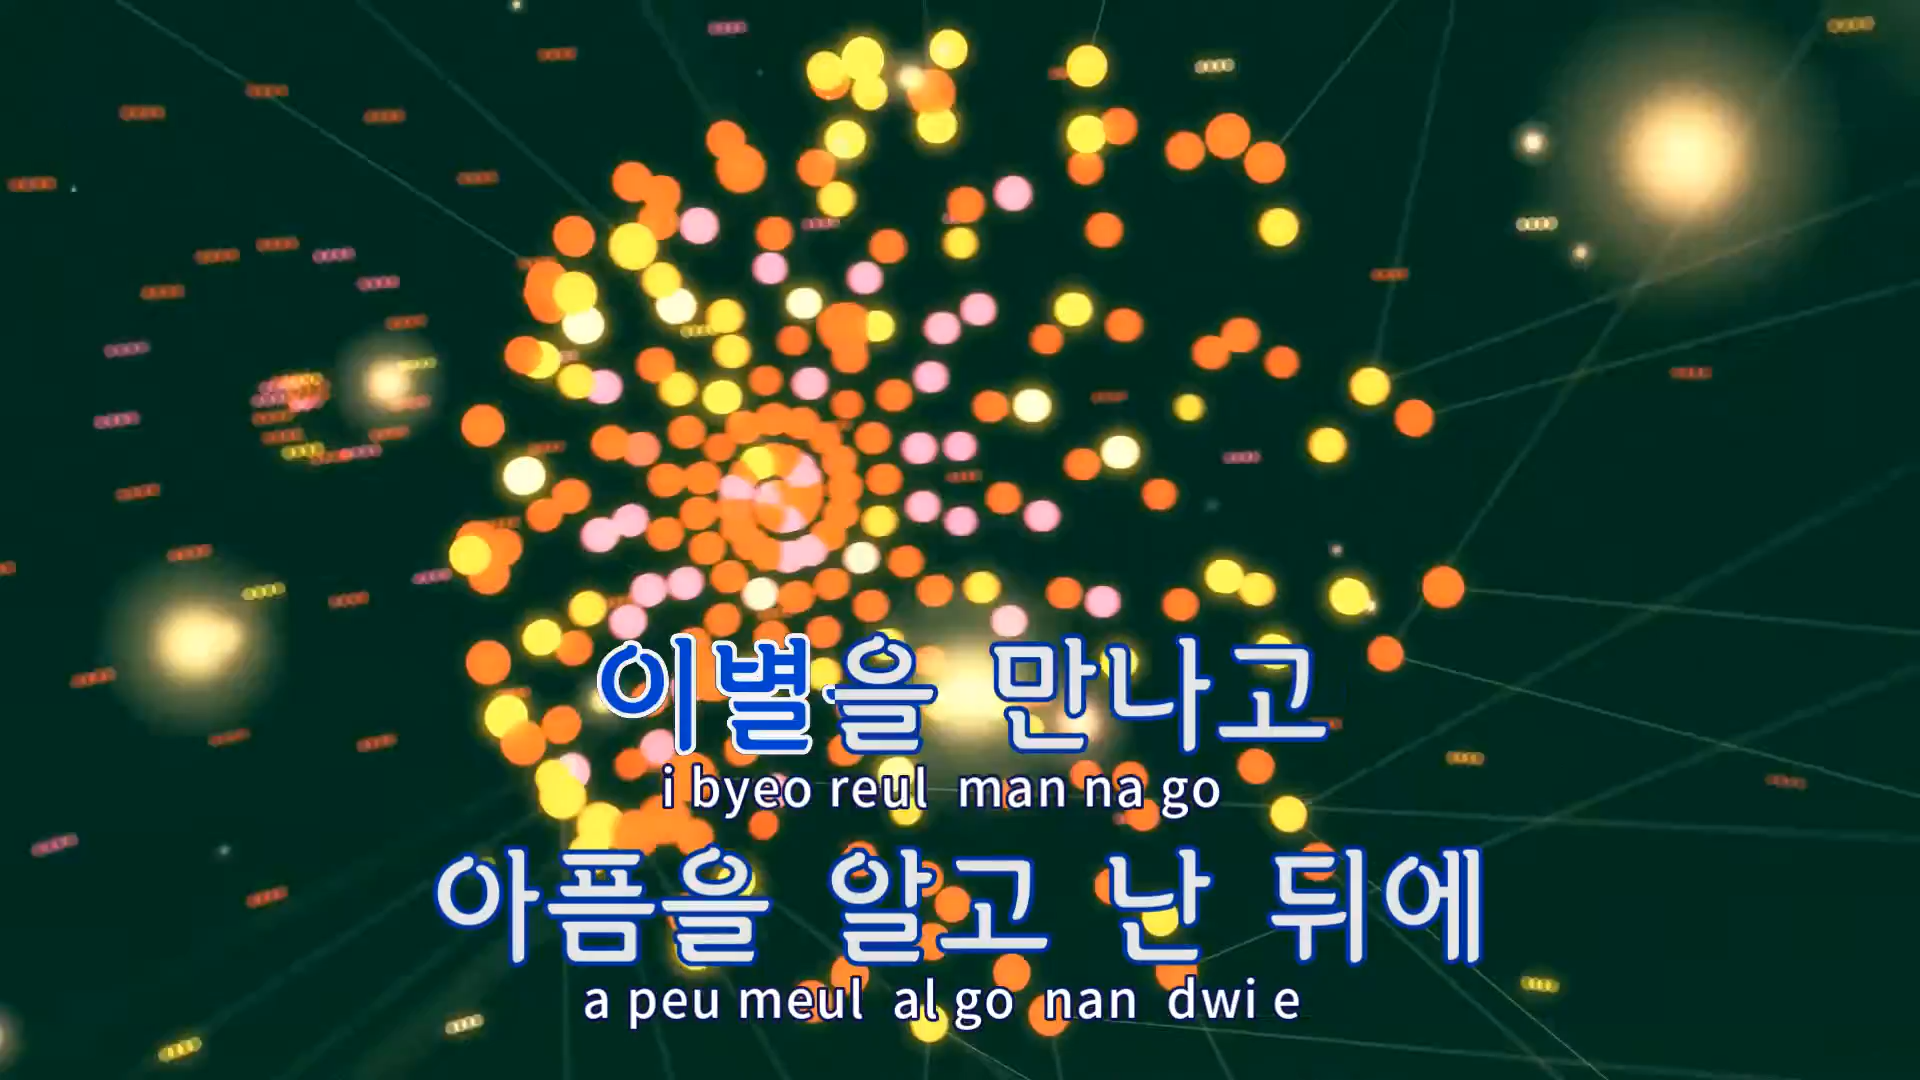 이별을 만나고
i byeo reul man na go
아픔을 알고 난 뒤에
a peu meul al go nan dwi e